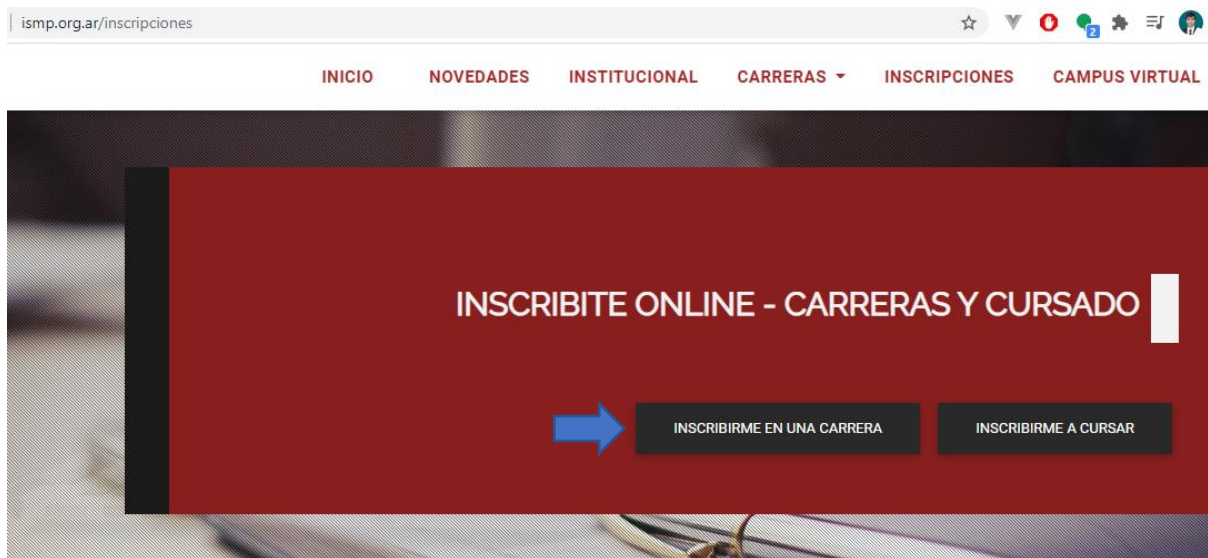 ismp.org.ar/inscripciones
2
INICIO NOVEDADES INSTITUCIONAL CARRERAS INSCRIPCIONES CAMPUS VIRTUAL
INSCRIBITE ONLINE - CARRERAS Y CURSADO
INSCRIBIRME EN UNA CARRERA INSCRIBIRME A CURSAR